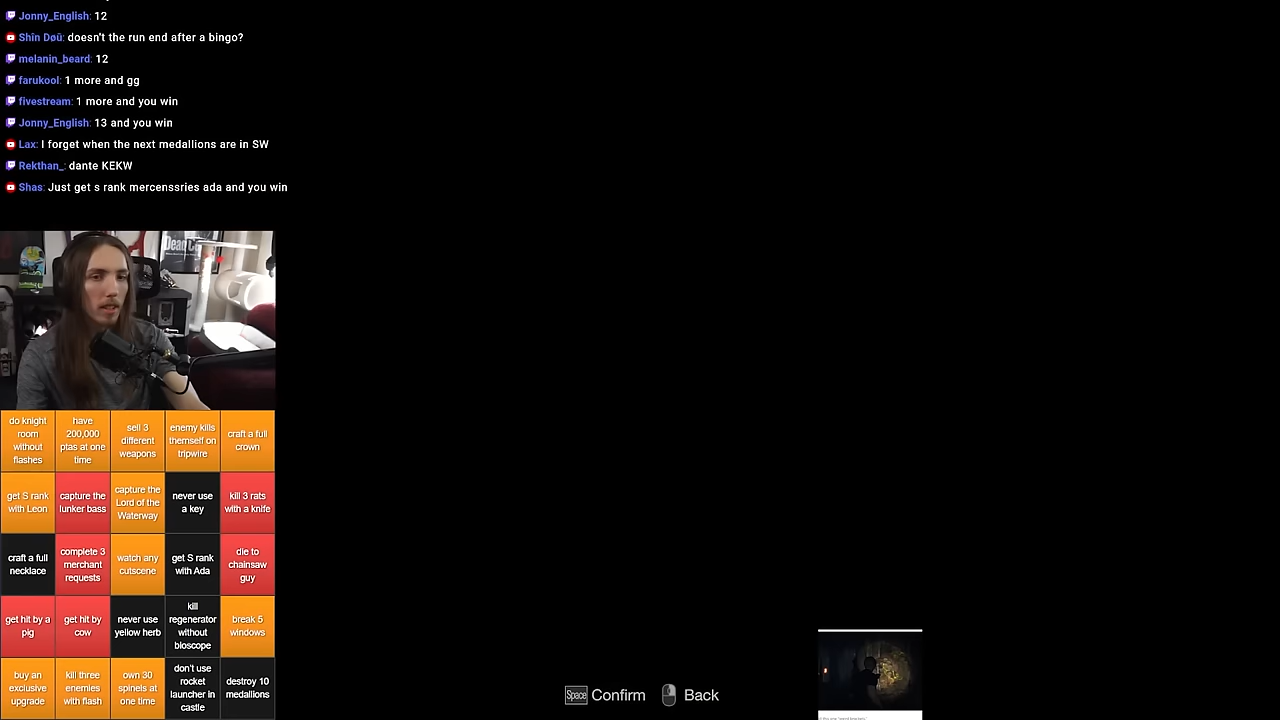 Jonny_English: 12
Shin Døü: doesn't the run end after a bingo?
melanin_beard: 12
farukool: 1 more and gg
fivestream: 1 more and you win
Jonny_English: 13 and you win
Lax: I forget when the next medallions are in SW
Rekthan_: dante KEKW
Shas: Just get s rank mercenssries ada and you win
do knight
room
without
flashes
have
200,000
ptas at one
time
sell 3
different
weapons
enemy kills
themself on
tripwire
craft a full
crown
get S rank
with Leon
capture the
lunker bass
capture the
Lord of the
Waterway
never use
a key
kill 3 rats
with a knife
craft a full
necklace
complete 3
merchant
requests
watch any
cutscene
get S rank
with Ada
die to
chainsaw
guy
get hit by a
pig
get hit by
cow
never use
yellow herb
kill
regenerator
without
bioscope
break 5
windows
buy an
exclusive
upgrade
kill three
enemies
with flash
own 30
spinels at
one time
don't use
rocket
launcher in
castle
destroy 10
medallions
Space Confirm Back